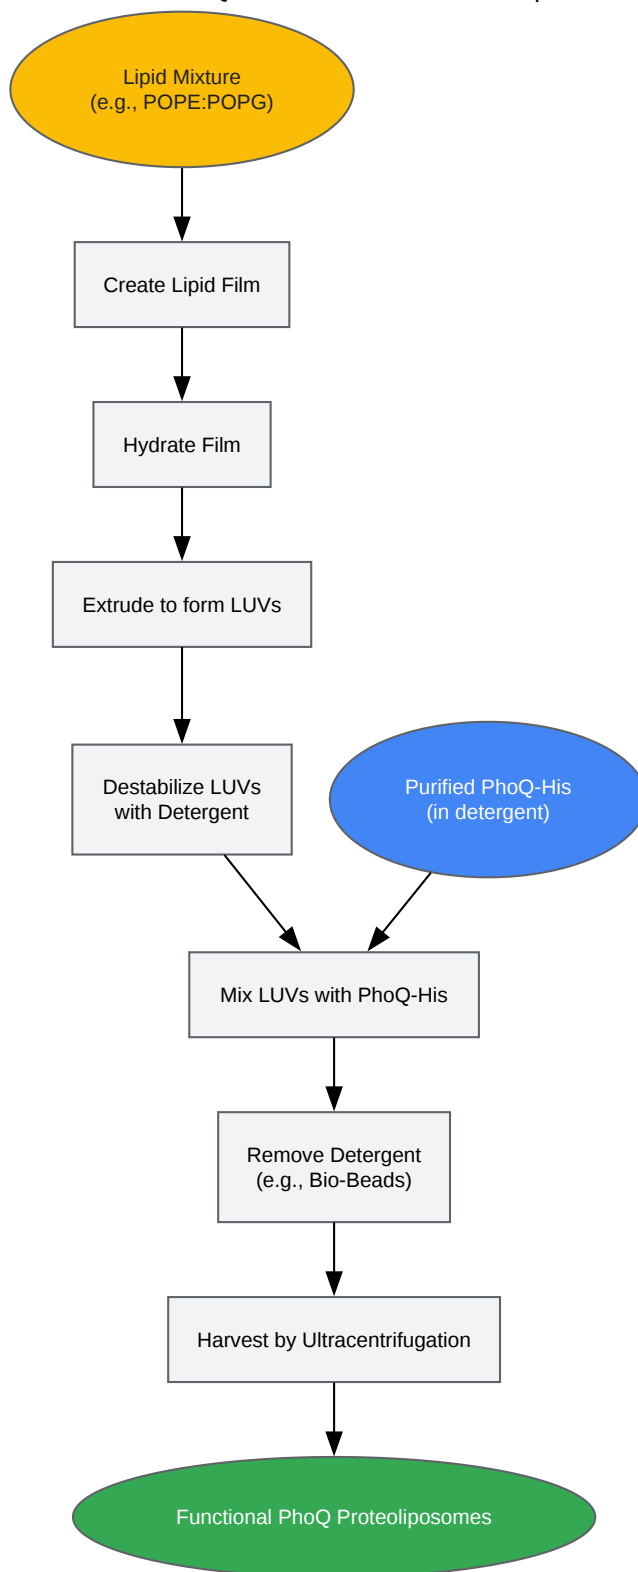 Lipid Mixture
(e.g., POPE:POPG)
Create Lipid Film
Hydrate Film
Extrude to form LUVs
Destabilize LUVs
with Detergent
Purified PhoQ-His
(in detergent)
Mix LUVs with PhoQ-His
Remove Detergent
(e.g., Bio-Beads)
Harvest by Ultracentrifugation
Functional PhoQ Proteoliposomes